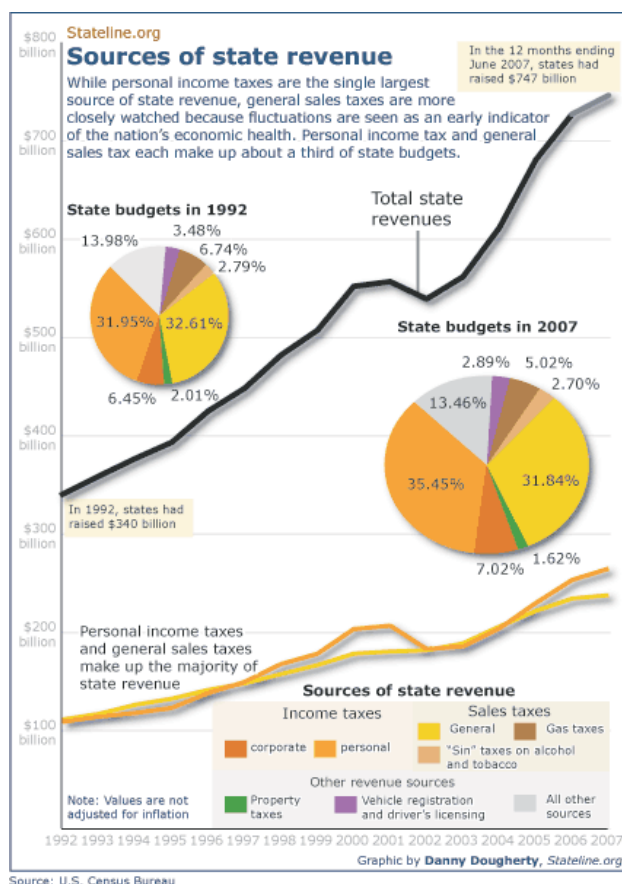 Stateline.org
Sources of state revenue
While personal income taxes are the single largest
source of state revenue, general sales taxes are more
closely watched because fluctuations are seen as an early indicator
of the nation's economic health. Personal income tax and general
sales tax each make up about a third of state budgets.
In the 12 months ending
June 2007, states had
raised $747 billion
$800
billion
$700
billion
$600
billion
$500
billion
$400
billion
$300
billion
$200
billion
$100
billion
Total state
revenues
State budgets in 1992
13.98%
3.48%
6.74%
2.79%
31.95%
32.61%
6.45%
2.01%
State budgets in 2007
2.89%
5.02%
2.70%
13.46%
35.45%
31.84%
7.02%
1.62%
In 1992, states had
raised $340 billion
Personal income taxes
and general sales taxes
make up the majority of
state revenue
Sources of state revenue
Income taxes
corporate
personal
Sales taxes
General
Gas taxes
"Sin" taxes on alcohol
and tobacco
Other revenue sources
Property
taxes
Vehicle registration
and driver's licensing
All other
sources
Note: Values are not
adjusted for inflation
1992 1993 1994 1995 1996 1997 1998 1999 2000 2001 2002 2003 2004 2005 2006 2007
Graphic by Danny Dougherty, Stateline.org
Source: U.S. Census Bureau